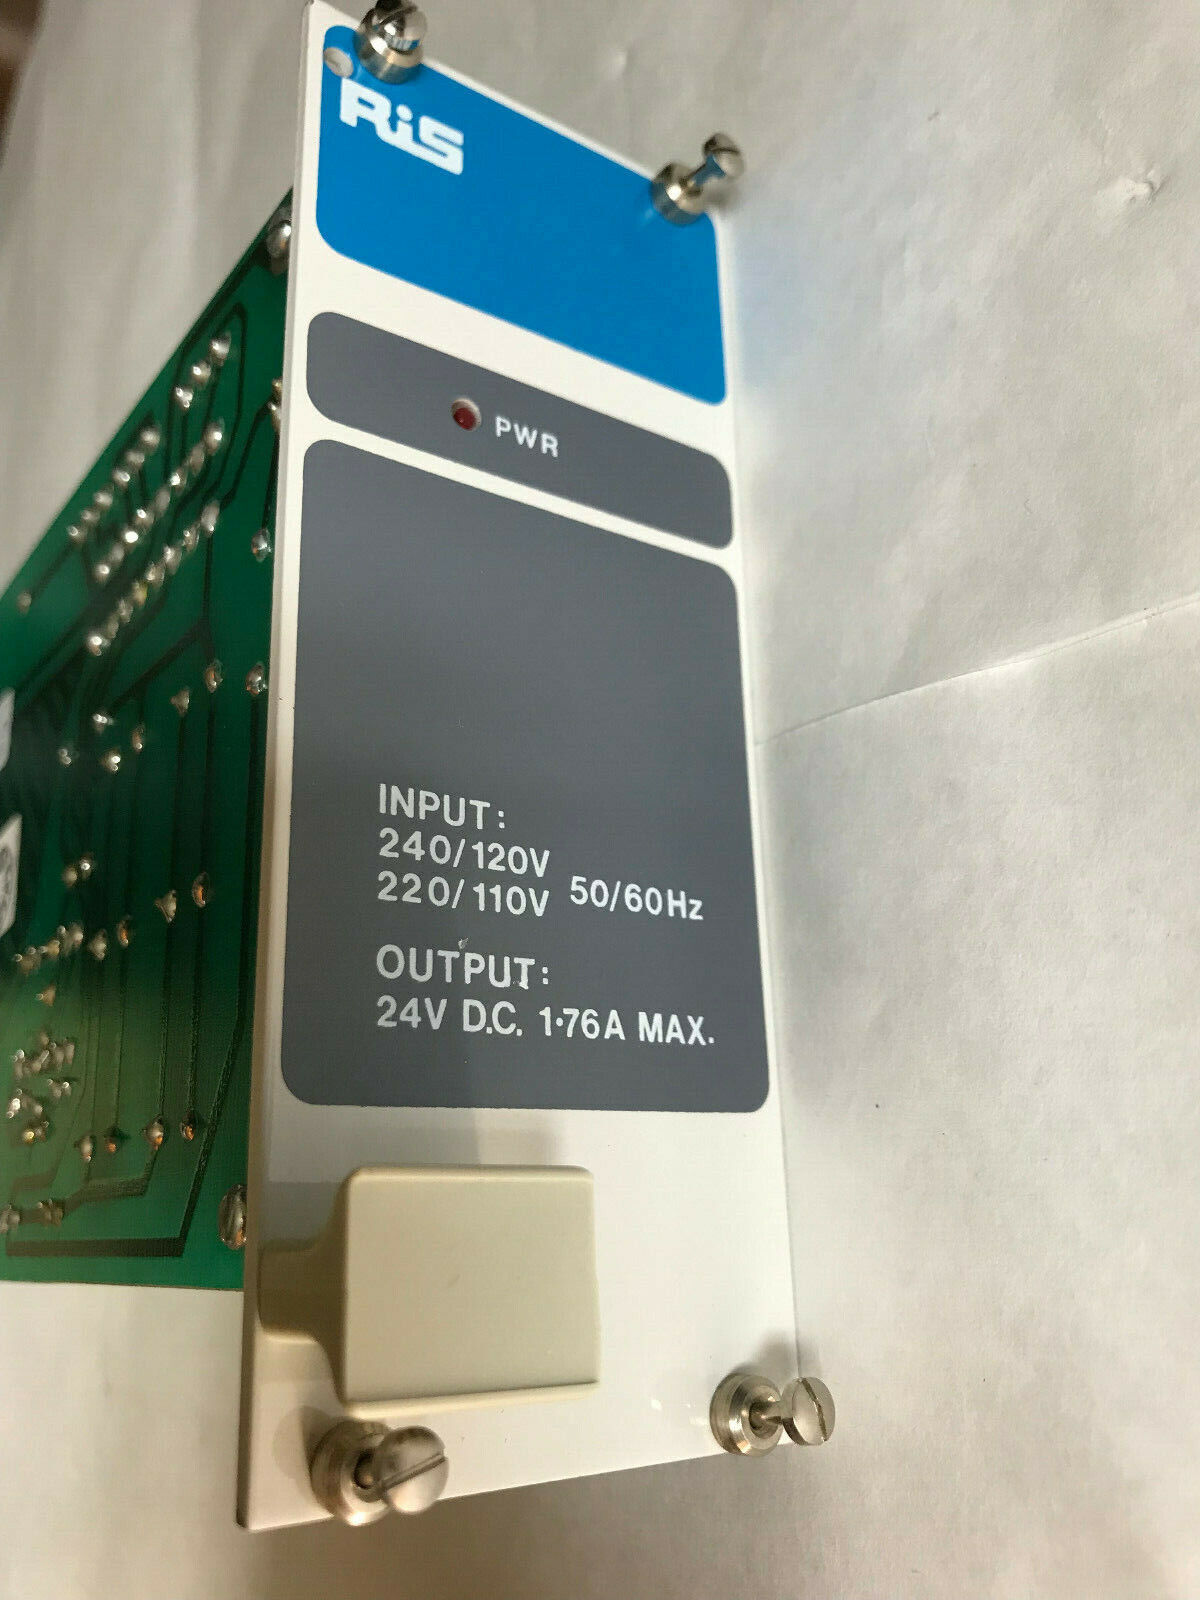 RiS
PWR
INPUT:
240/120V
220/110V 50/60Hz
OUTPUT:
24V D.C. 1·76A MAX.